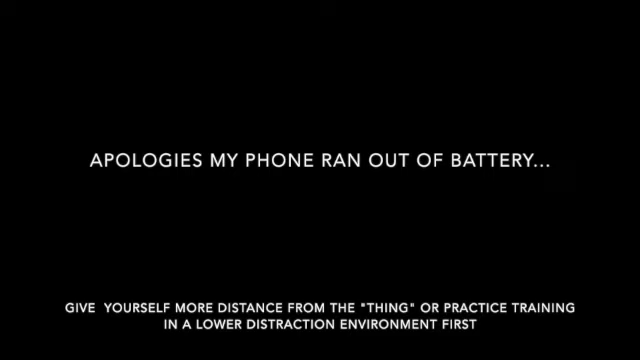 APOLOGIES MY PHONE RAN OUT OF BATTERY...
GIVE YOURSELF MORE DISTANCE FROM THE "THING" OR PRACTICE TRAINING
IN A LOWER DISTRACTION ENVIRONMENT FIRST